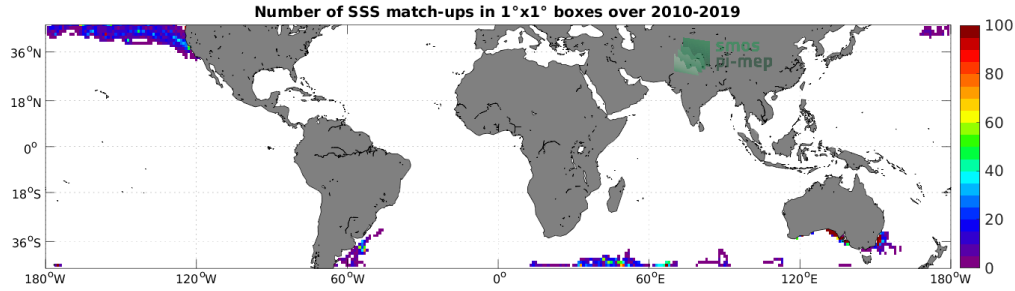 Number of SSS match-ups in 1°x1° boxes over 2010-2019
smos
pi-mep
36°N
18°N
0°
18°S
36°S
180°W
120°W
60°W
0°
60°E
120°E
180°W
100
80
60
40
20
0